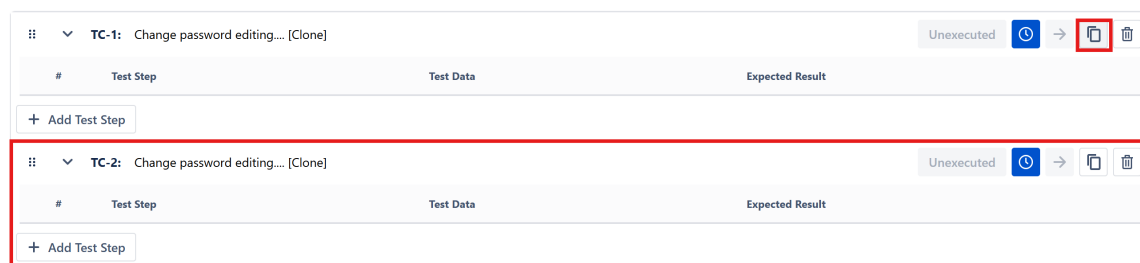 TC-1: Change password editing.... [Clone] Unexecuted
# Test Step Test Data Expected Result
+ Add Test Step
TC-2: Change password editing.... [Clone] Unexecuted
# Test Step Test Data Expected Result
+ Add Test Step